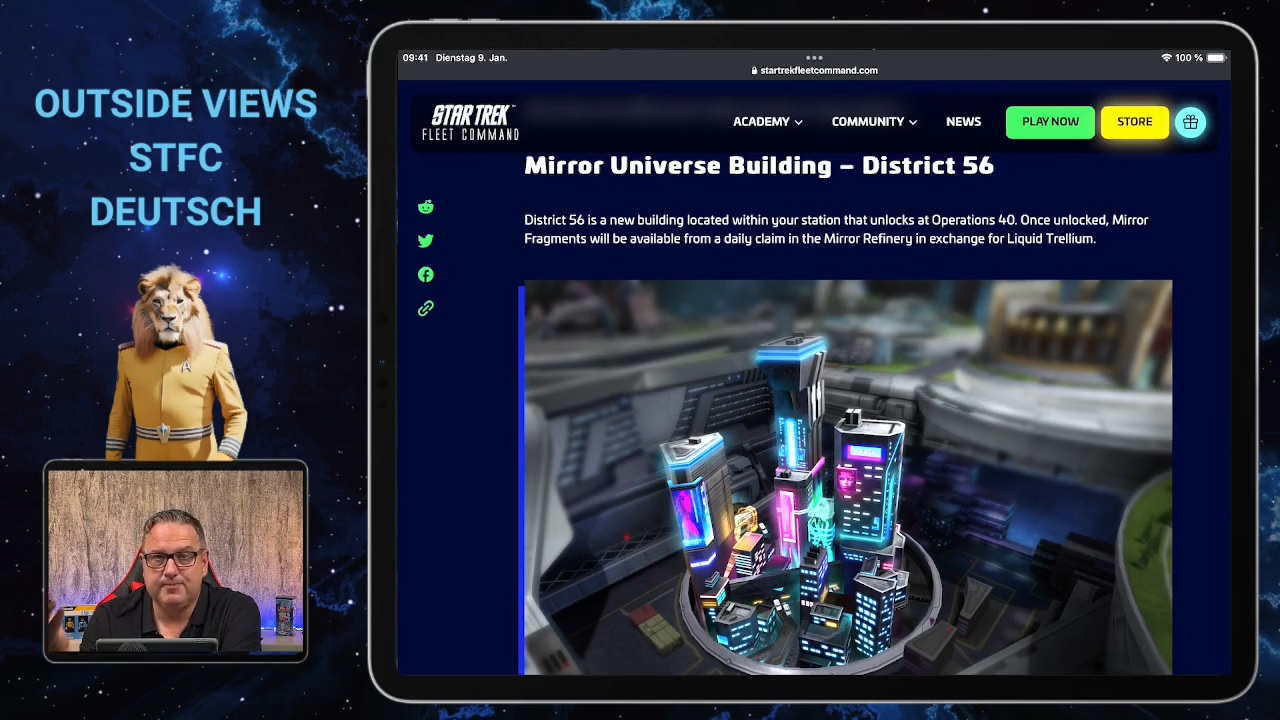 OUTSIDE VIEWS
STFC
DEUTSCH
09:41 Dienstag 9. Jan.
100 %
startrekfleetcommand.com
STAR TREK
FLEET COMMAND
ACADEMY
COMMUNITY
NEWS
PLAY NOW
STORE
Mirror Universe Building – District 56
District 56 is a new building located within your station that unlocks at Operations 40. Once unlocked, Mirror
Fragments will be available from a daily claim in the Mirror Refinery in exchange for Liquid Trellium.